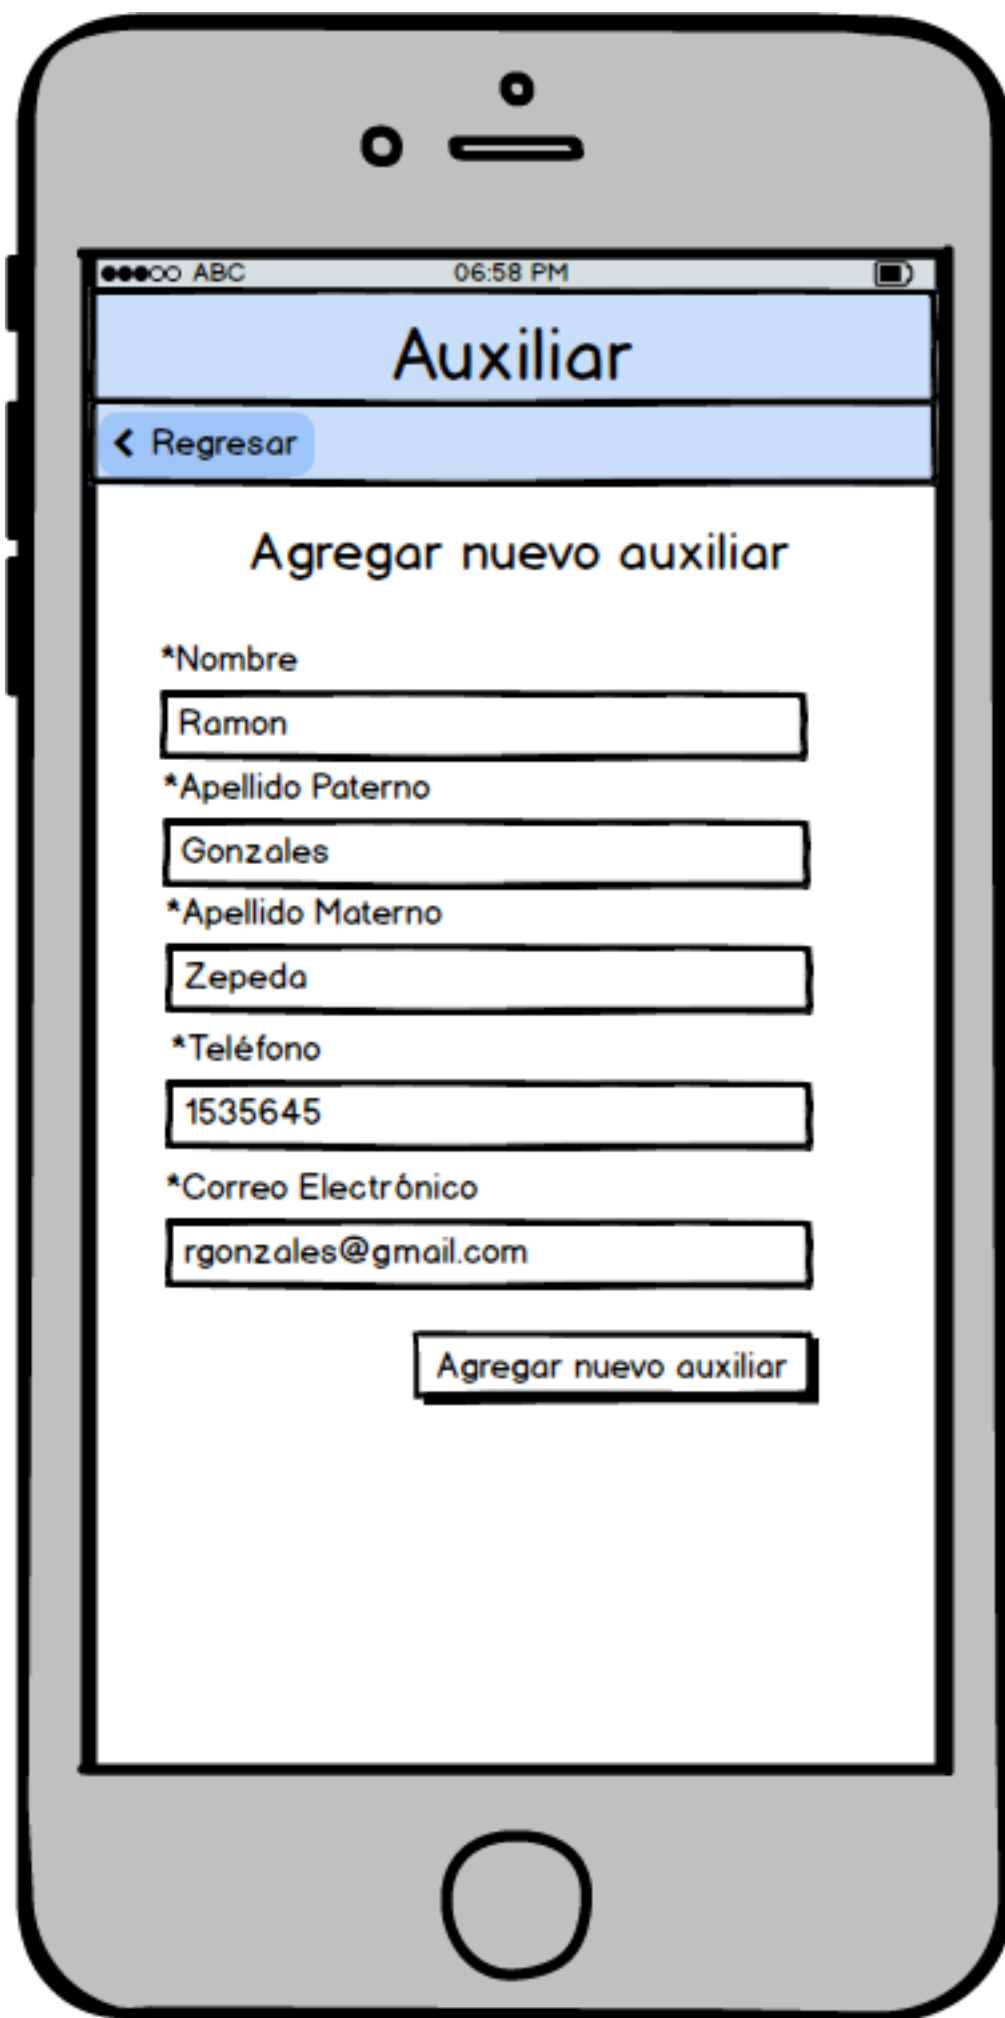 ABC 06:58 PM
Auxiliar
Regresar
Agregar nuevo auxiliar
*Nombre
Ramon
*Apellido Paterno
Gonzales
*Apellido Materno
Zepeda
*Teléfono
1535645
*Correo Electrónico
rgonzales@gmail.com
Agregar nuevo auxiliar